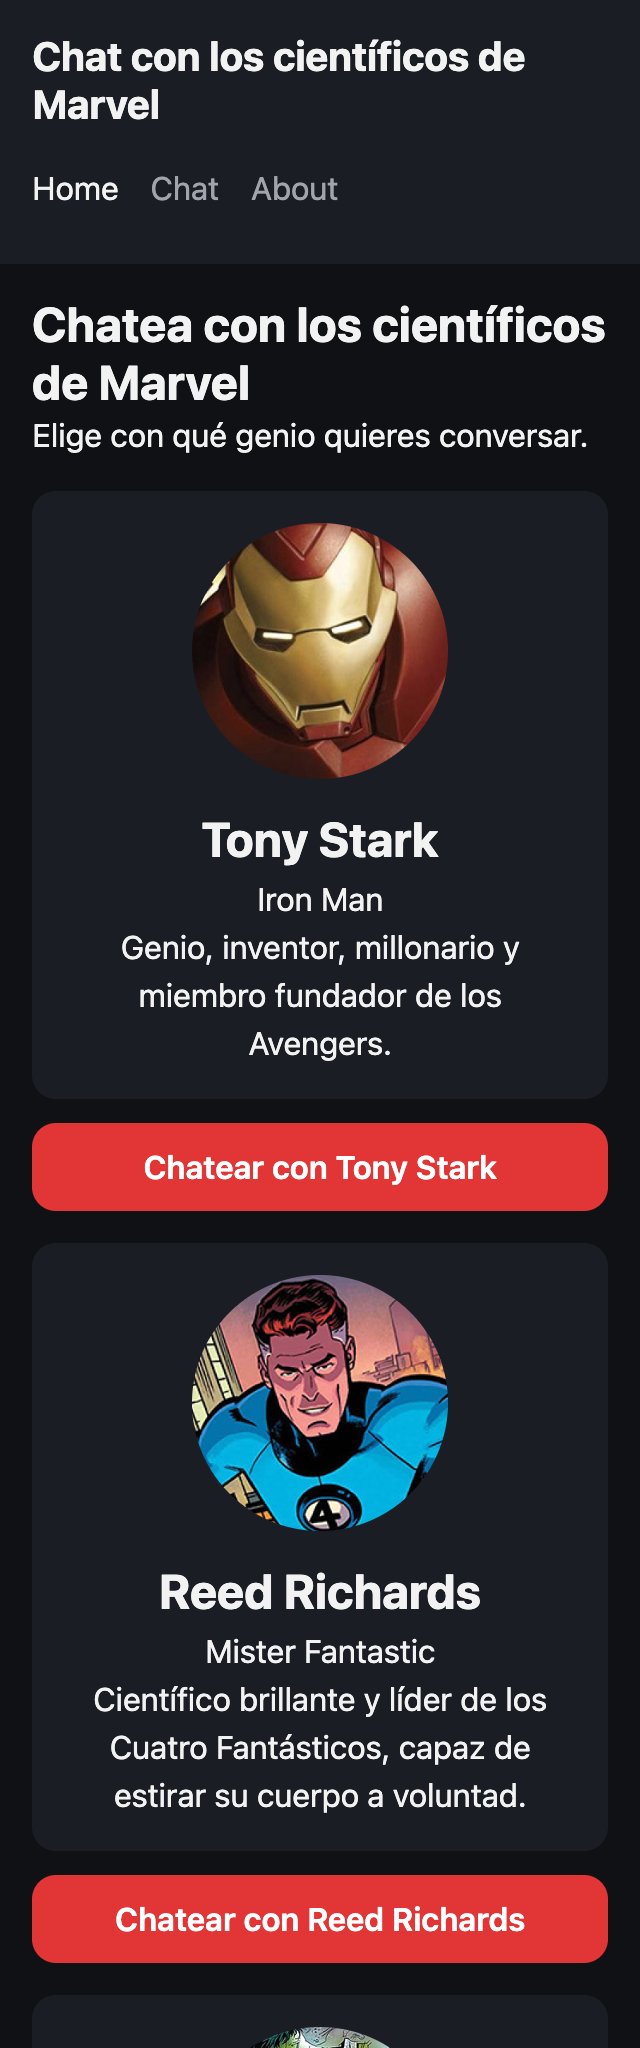 Chat con los científicos de
Marvel
Home Chat About
Chatea con los científicos
de Marvel
Elige con qué genio quieres conversar.
Tony Stark
Iron Man
Genio, inventor, millonario y
miembro fundador de los
Avengers.
Chatear con Tony Stark
4
Reed Richards
Mister Fantastic
Científico brillante y líder de los
Cuatro Fantásticos, capaz de
estirar su cuerpo a voluntad.
Chatear con Reed Richards